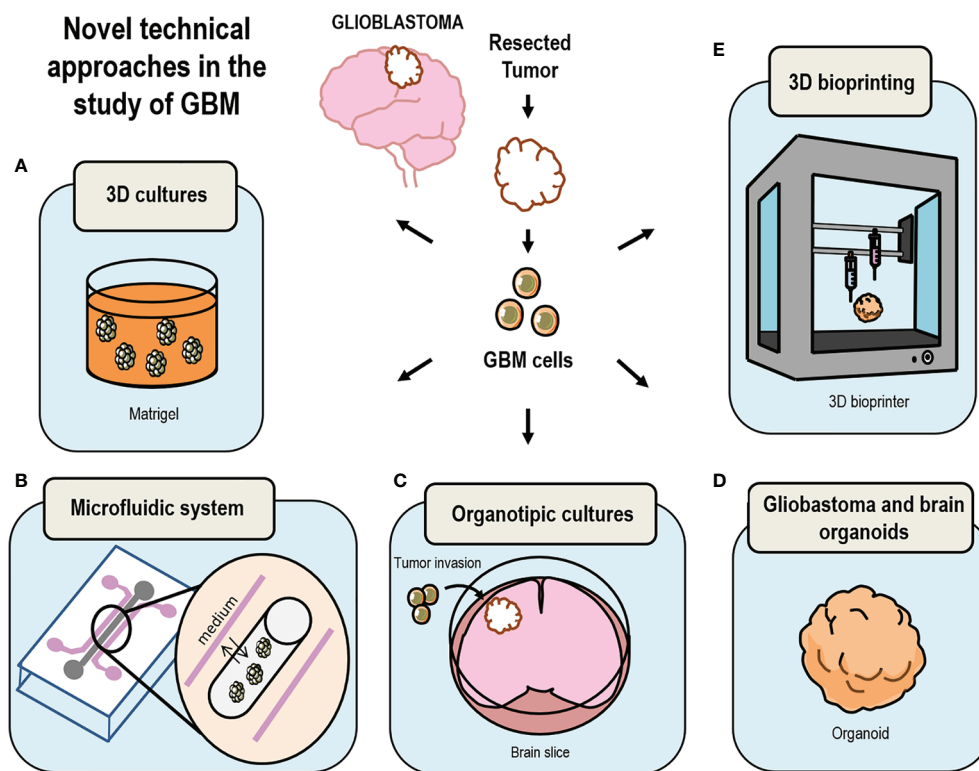 Novel technical
approaches in the
study of GBM
GLIOBLASTOMA
Resected
Tumor
GBM cells
A
3D cultures
Matrigel
B
Microfluidic system
medium
C
Organotipic cultures
Tumor invasion
Brain slice
D
Gliobastoma and brain
organoids
Organoid
E
3D bioprinting
3D bioprinter